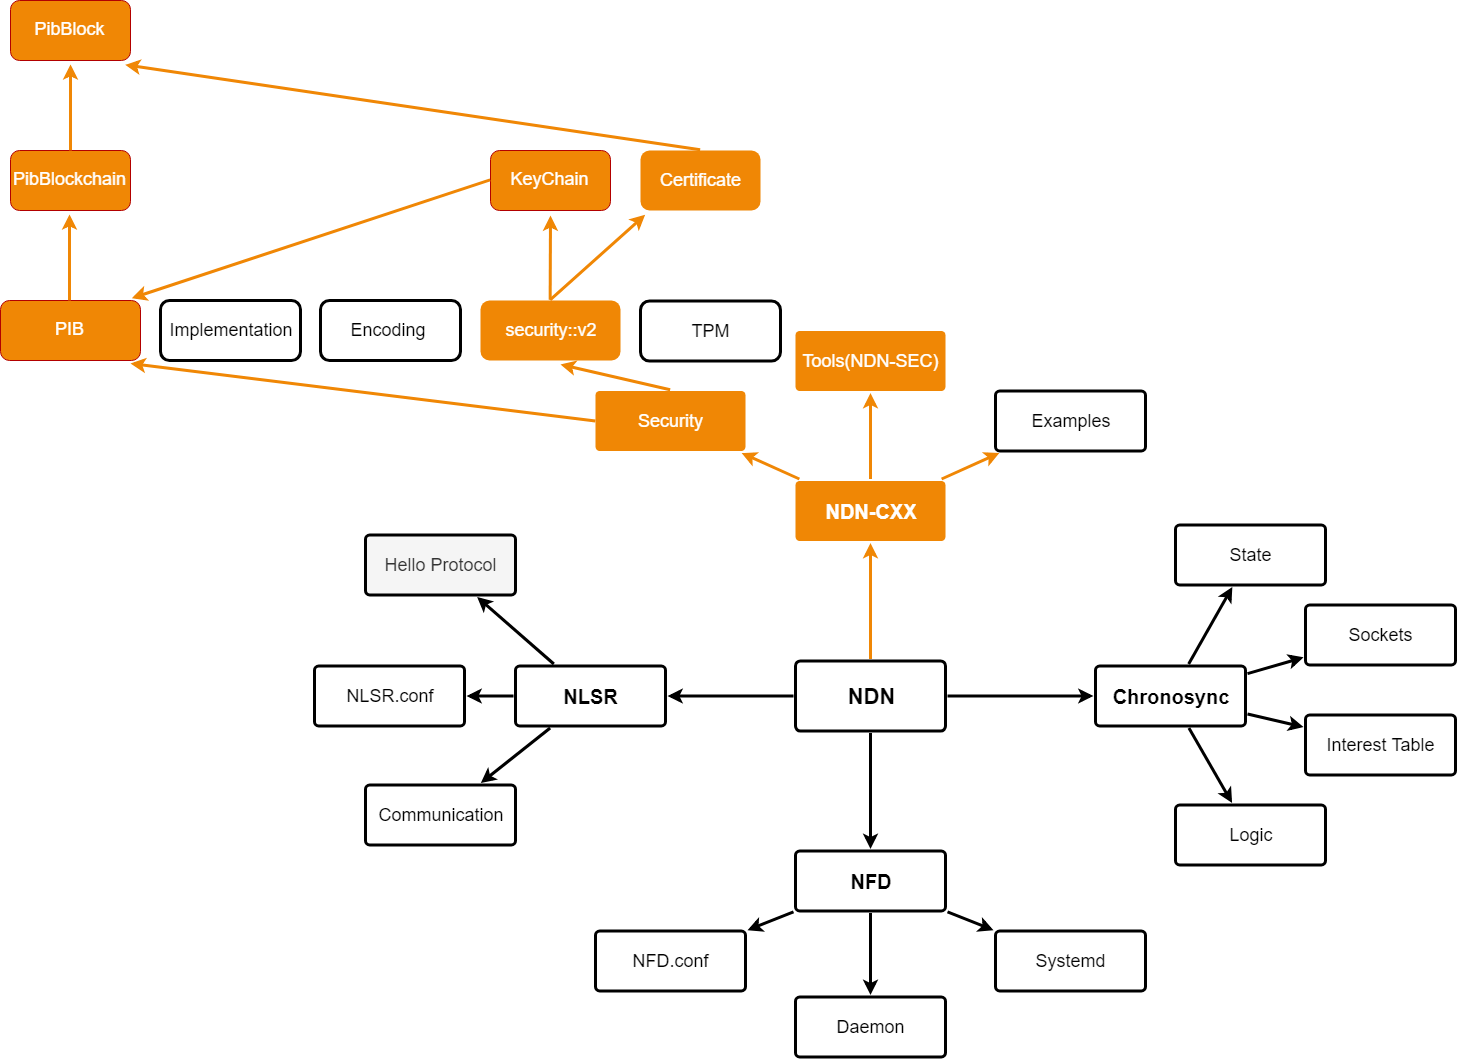 PibBlock
PibBlockchain
KeyChain
Certificate
PIB
Implementation
Encoding
security::v2
TPM
Tools(NDN-SEC)
Security
Examples
NDN-CXX
Hello Protocol
State
Sockets
NLSR.conf
NLSR
NDN
Chronosync
Interest Table
Communication
Logic
NFD
NFD.conf
Systemd
Daemon